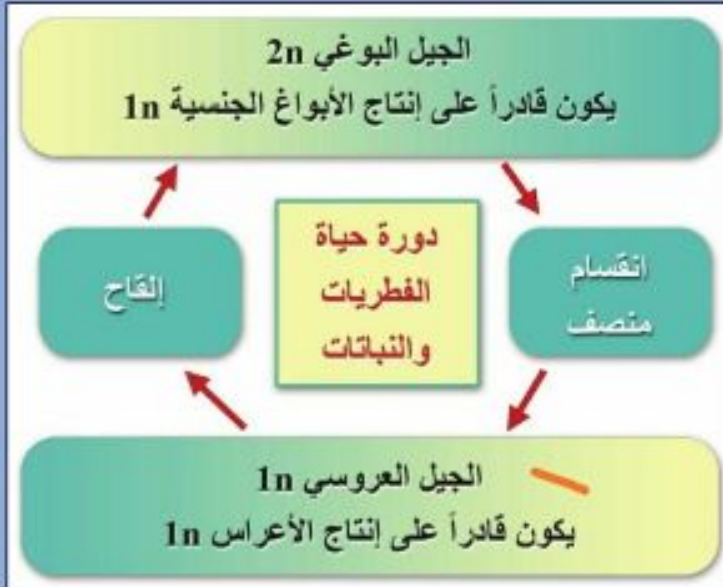 الجيل البوغي 2n
يكون قادراً على إنتاج الأبواغ الجنسية 1n
انقسام
منصف
دورة حياة
الفطريات
والنباتات
إلقاح
الجيل العروسي 1n
يكون قادراً على إنتاج الأعراس 1n